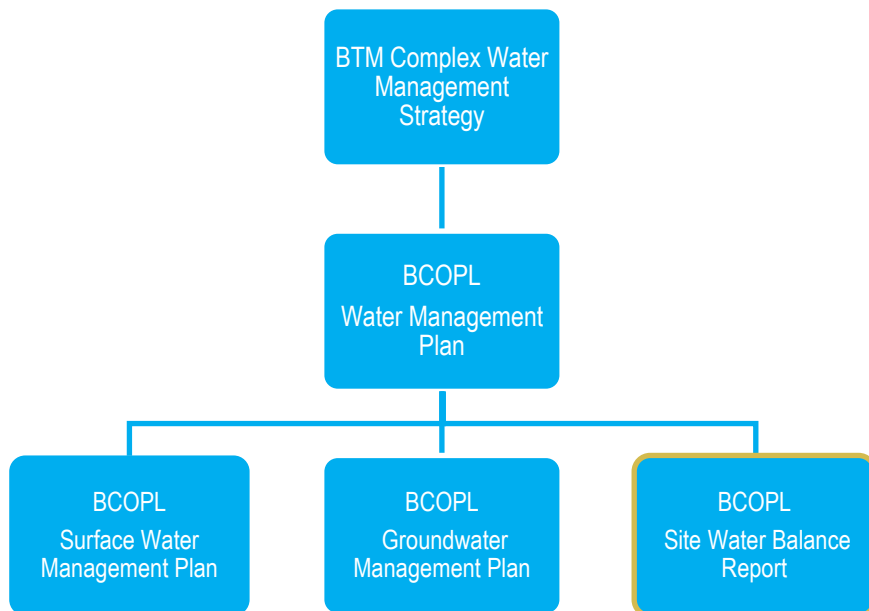 BTM Complex Water
Management
Strategy
BCOPL
Water Management
Plan
BCOPL
Surface Water
Management Plan
BCOPL
Groundwater
Management Plan
BCOPL
Site Water Balance
Report